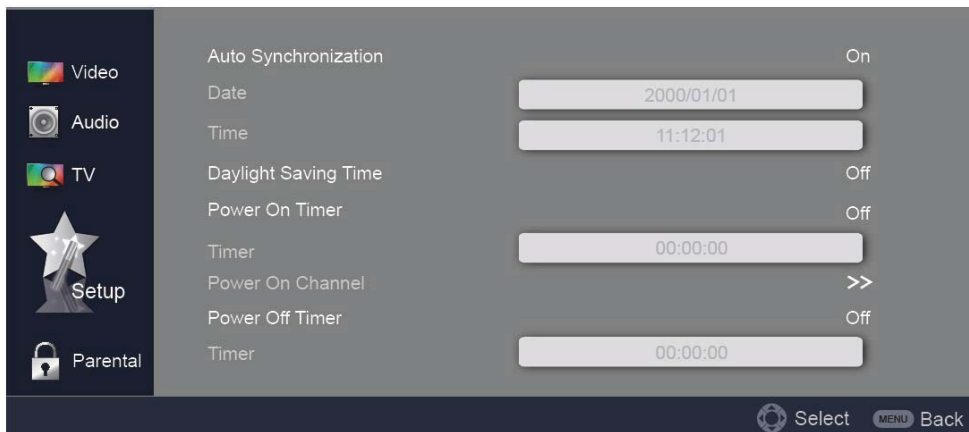 Video
Audio
TV
Setup
Parental
Auto Synchronization On
Date 2000/01/01
Time 11:12:01
Daylight Saving Time Off
Power On Timer Off
Timer 00:00:00
Power On Channel >>
Power Off Timer Off
Timer 00:00:00
Select MENU Back